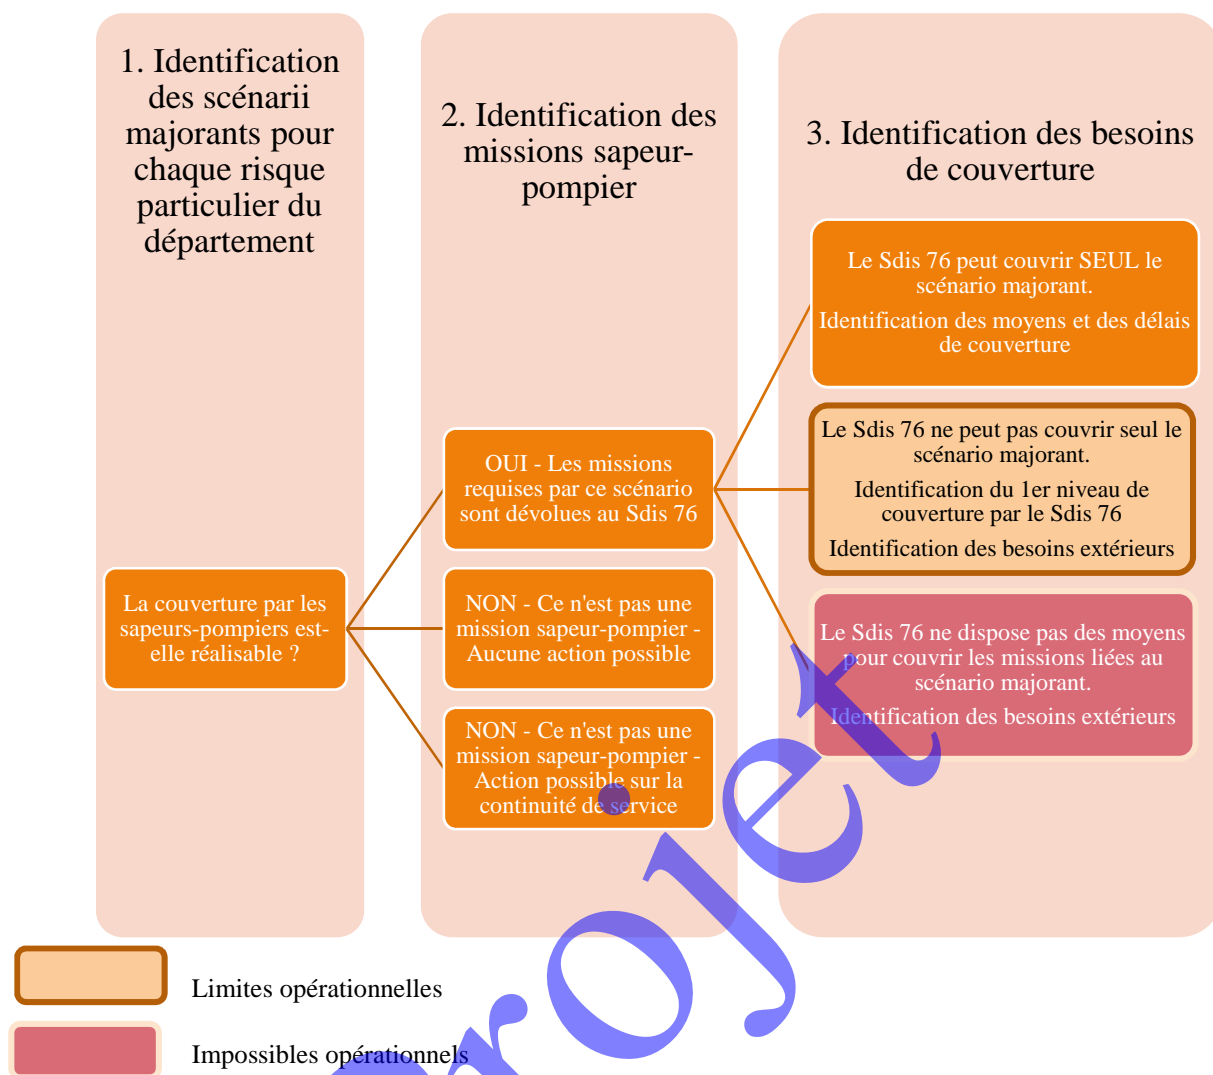 1. Identification
des scénarii
majorants pour
chaque risque
particulier du
département
La couverture par les
sapeurs-pompiers est-
elle réalisable ?
2. Identification des
missions sapeur-
pompier
OUI - Les missions
requises par ce scénario
sont dévolues au Sdis 76
NON - Ce n'est pas une
mission sapeur-pompier -
Aucune action possible
NON - Ce n'est pas une
mission sapeur-pompier -
Action possible sur la
continuité de service
3. Identification des besoins
de couverture
Le Sdis 76 peut couvrir SEUL le
scénario majorant.
Identification des moyens et des délais
de couverture
Le Sdis 76 ne peut pas couvrir seul le
scénario majorant.
Identification du 1er niveau de
couverture par le Sdis 76
Identification des besoins extérieurs
Le Sdis 76 ne dispose pas des moyens
pour couvrir les missions liées au
scénario majorant.
Identification des besoins extérieurs
Limites opérationnelles
Impossibles opérationnels
rojet